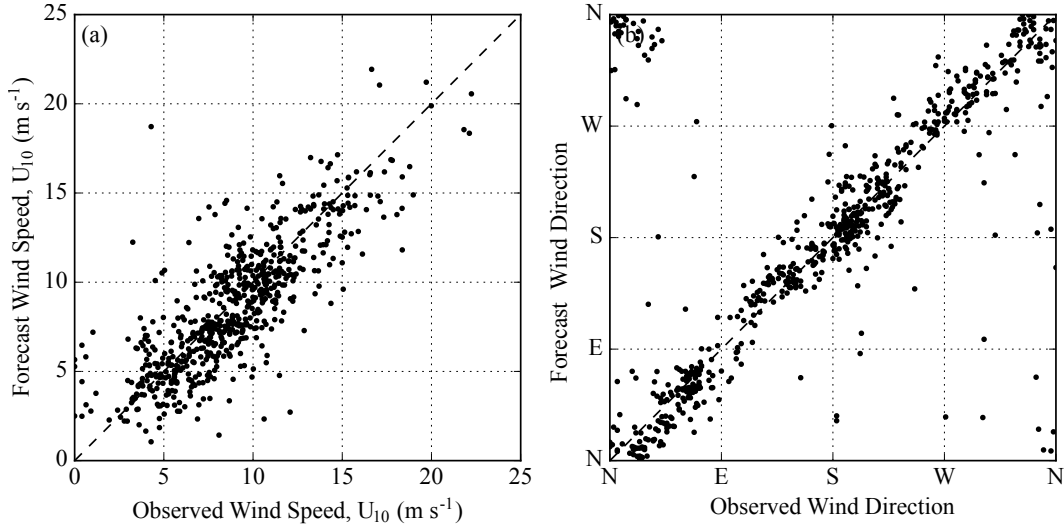 (a)
25
20
15
10
5
0
0 5 10 15 20 25
Forecast Wind Speed, U₁₀ (m s⁻¹)
Observed Wind Speed, U₁₀ (m s⁻¹)
(b)
N
W
S
E
N
N E S W N
Forecast Wind Direction
Observed Wind Direction